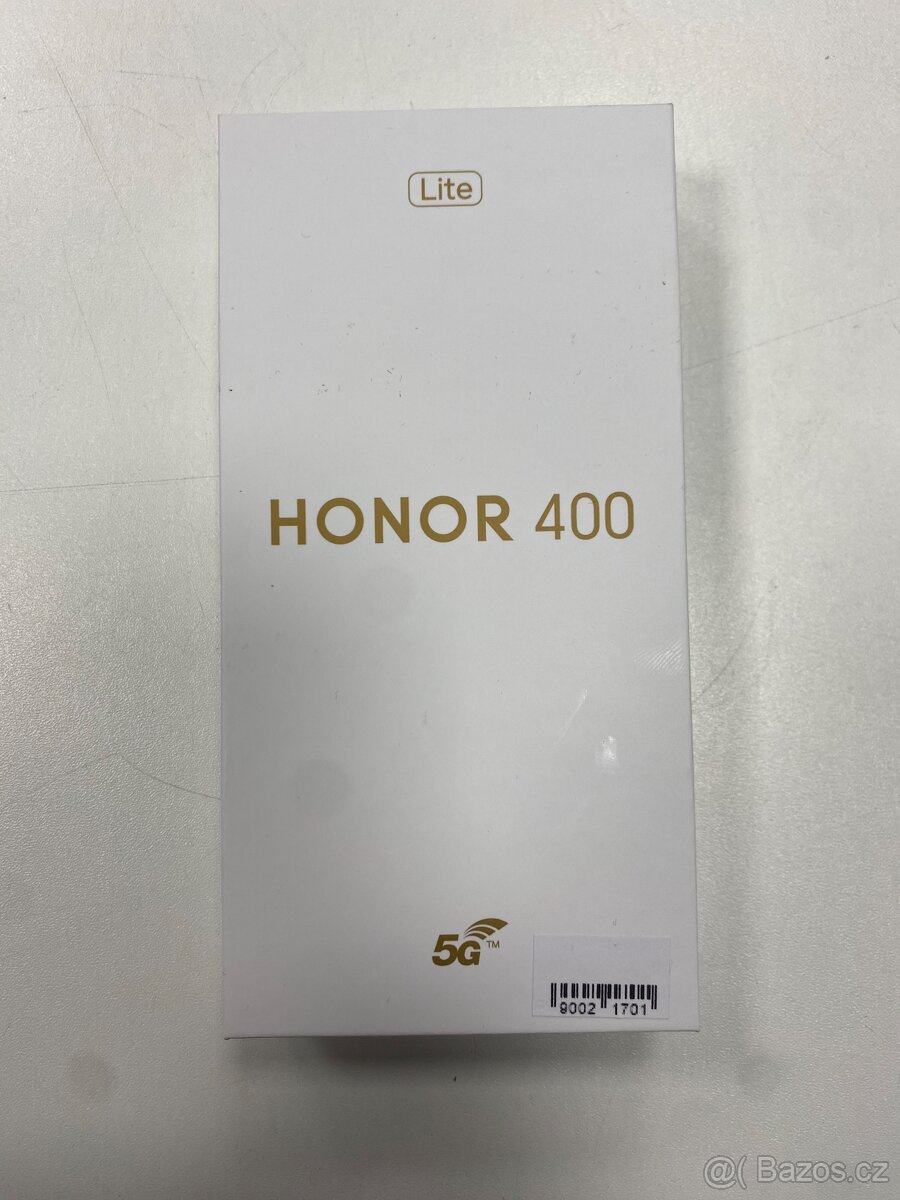 Lite
HONOR 400
5G™
9002 1701
@( Bazos.cz